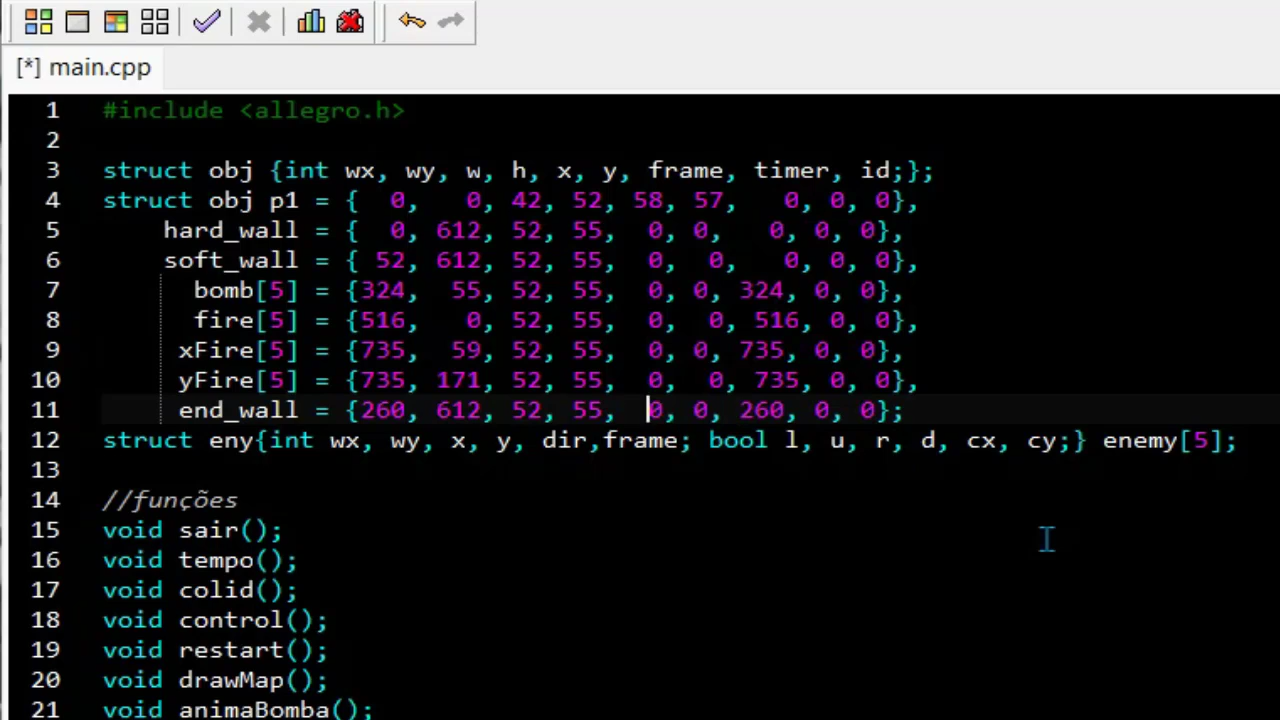 [*] main.cpp
1 #include <allegro.h>
2
3 struct obj {int wx, wy, w, h, x, y, frame, timer, id;};
4 struct obj p1 = {  0,   0, 42, 52, 58, 57,    0, 0, 0},
5     hard_wall = {  0, 612, 52, 55,  0, 0,    0, 0, 0},
6     soft_wall = { 52, 612, 52, 55,  0,  0,    0, 0, 0},
7       bomb[5] = {324,  55, 52, 55,  0, 0, 324, 0, 0},
8       fire[5] = {516,   0, 52, 55,  0,  0, 516, 0, 0},
9      xFire[5] = {735,  59, 52, 55,  0, 0, 735, 0, 0},
10      yFire[5] = {735, 171, 52, 55,  0,  0, 735, 0, 0},
11      end_wall = {260, 612, 52, 55,  0, 0, 260, 0, 0};
12 struct eny{int wx, wy, x, y, dir,frame; bool l, u, r, d, cx, cy;} enemy[5];
13
14 //funções
15 void sair();
16 void tempo();
17 void colid();
18 void control();
19 void restart();
20 void drawMap();
21 void animaBomba();